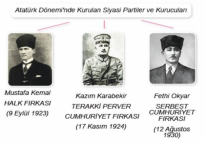 Atatürk Dönemi'nde Kurulan Siyasi Partiler ve Kurucuları
Mustafa Kemal
HALK FIRKASI
(9 Eylül 1923)
Kazım Karabekir
TERAKKİ PERVER
CUMHURİYET FIRKASI
(17 Kasım 1924)
Fethi Okyar
SERBEST
CUMHURİYET FIRKASI
(12 Ağustos
1930)